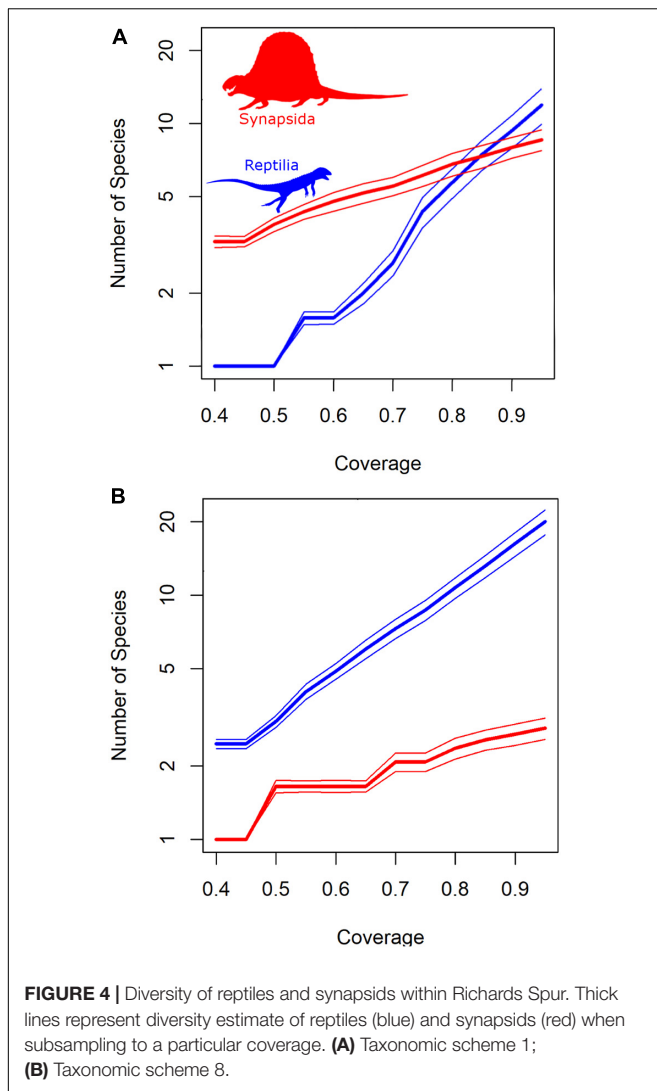 A
20
10
5
2
1
Number of Species
Synapsida
Reptilia
0.4 0.5 0.6 0.7 0.8 0.9
Coverage
B
20
10
5
2
1
Number of Species
0.4 0.5 0.6 0.7 0.8 0.9
Coverage
FIGURE 4 | Diversity of reptiles and synapsids within Richards Spur. Thick
lines represent diversity estimate of reptiles (blue) and synapsids (red) when
subsampling to a particular coverage. (A) Taxonomic scheme 1;
(B) Taxonomic scheme 8.